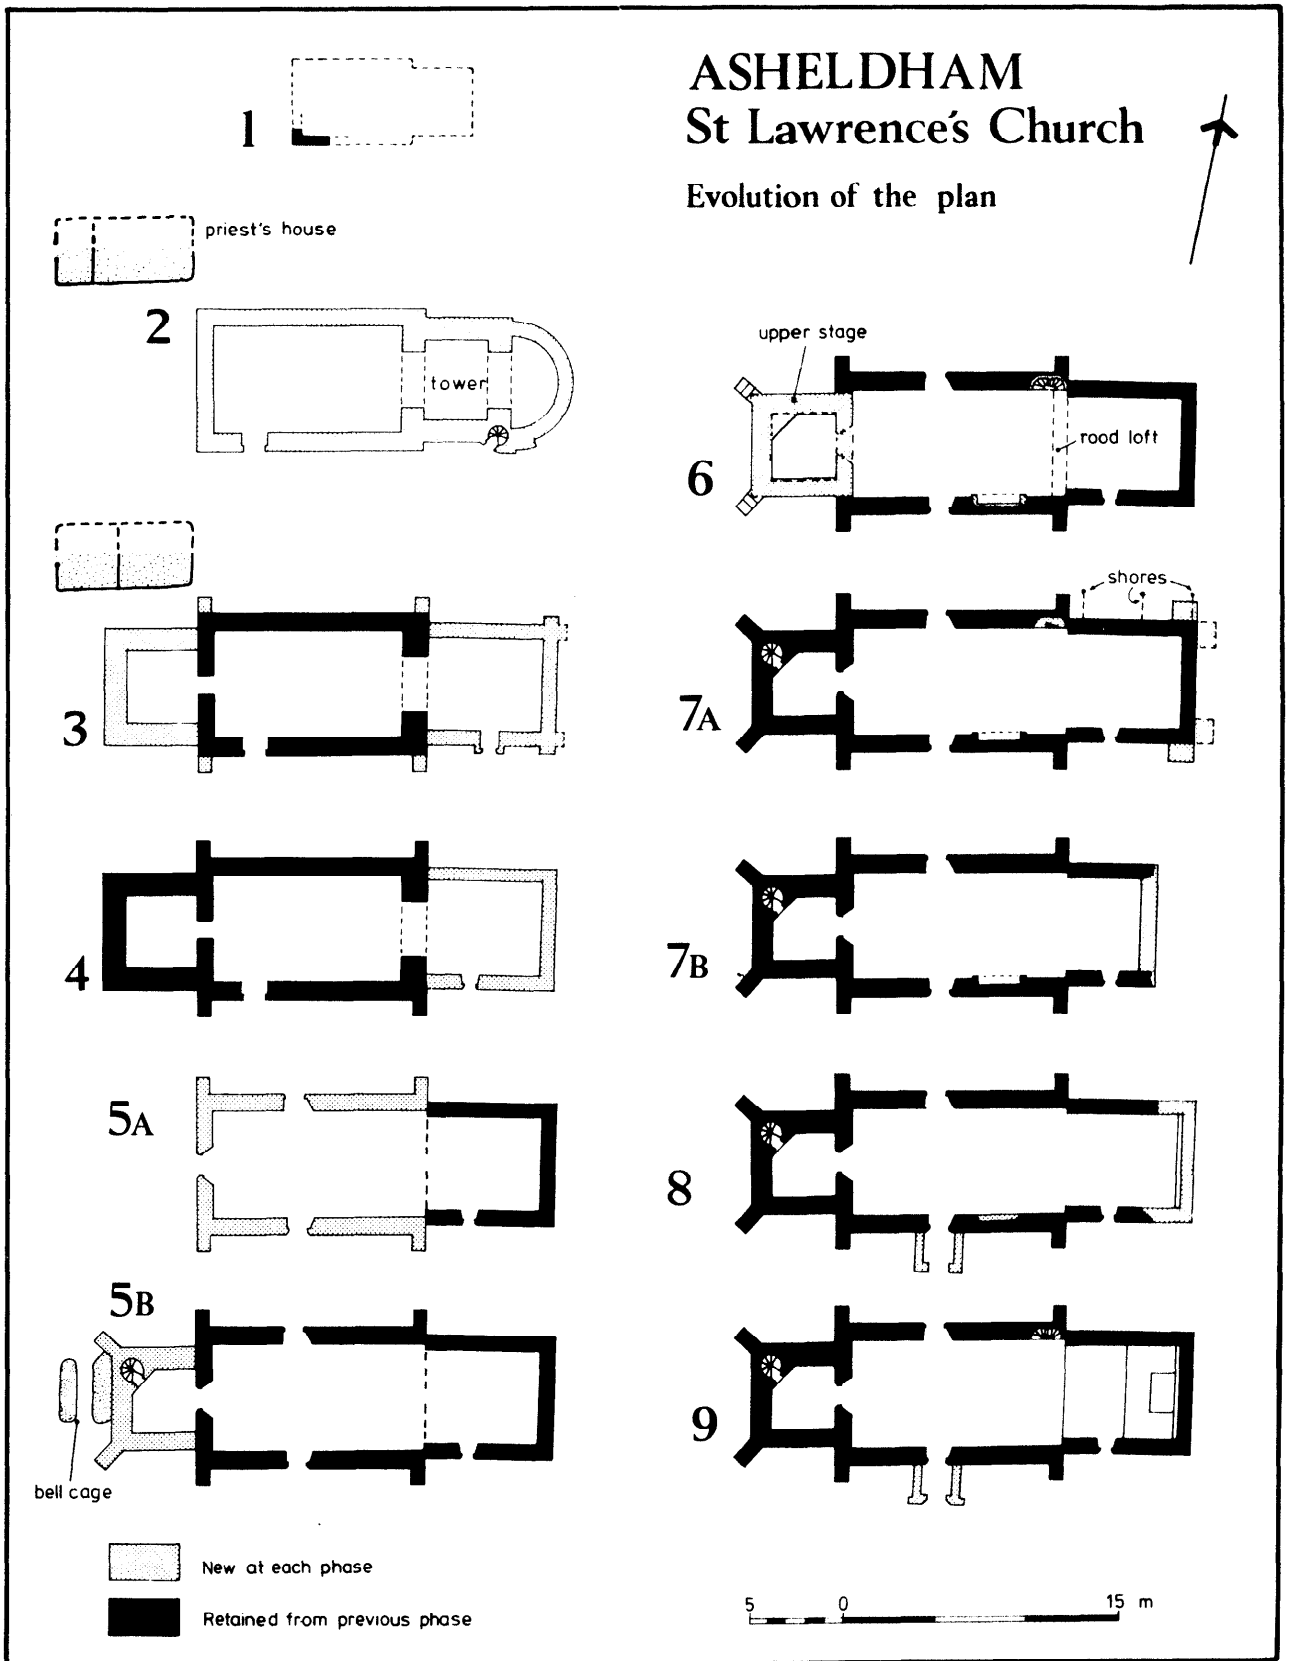 ASHELDHAM
St Lawrence's Church
Evolution of the plan
1
priest's house
2
tower
3
4
5A
5B
bell cage
upper stage
6
rood loft
shores
7A
7B
8
9
New at each phase
Retained from previous phase
5 0 15 m